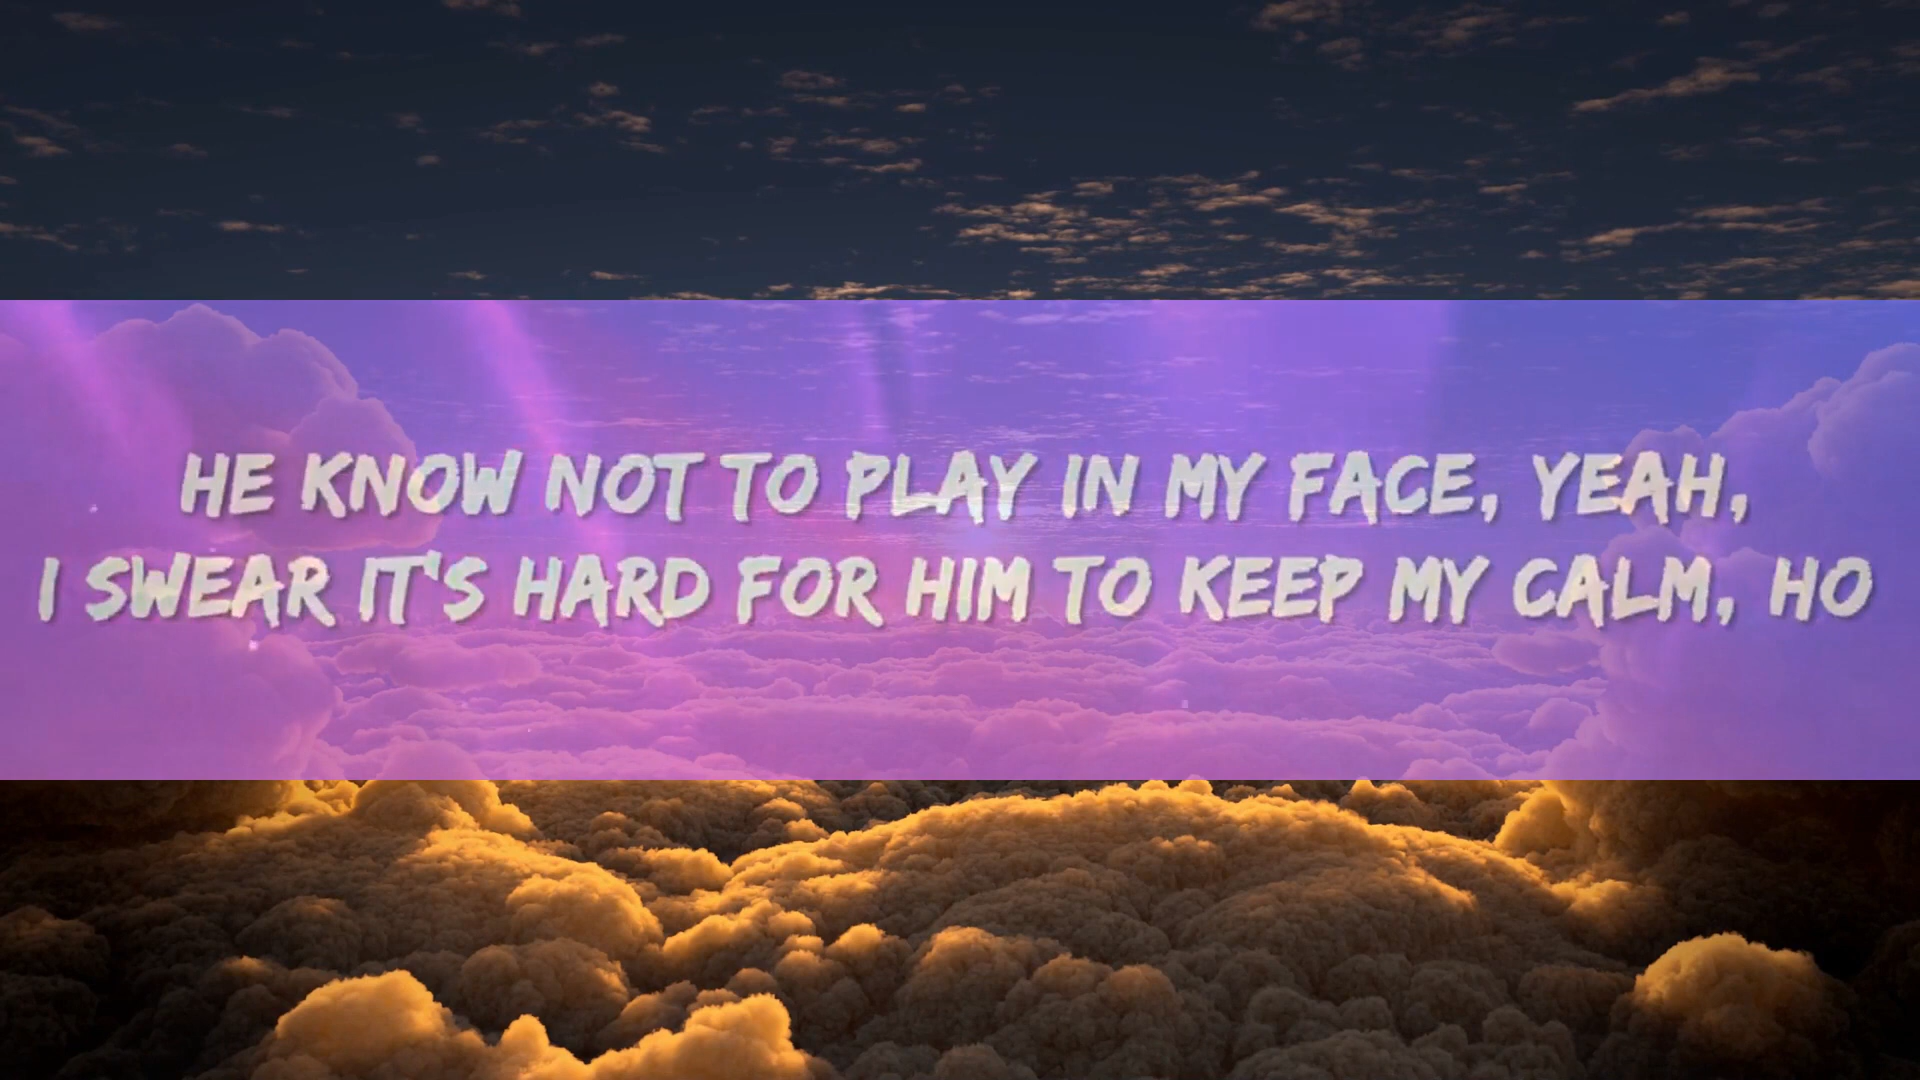 HE KNOW NOT TO PLAY IN MY FACE, YEAH,
I SWEAR IT'S HARD FOR HIM TO KEEP MY CALM, HO